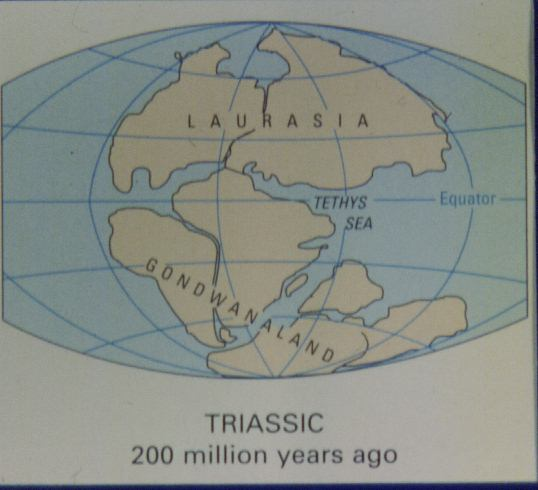 LAURASIA
TETHYS
SEA
Equator
GONDWANALAND
TRIASSIC
200 million years ago